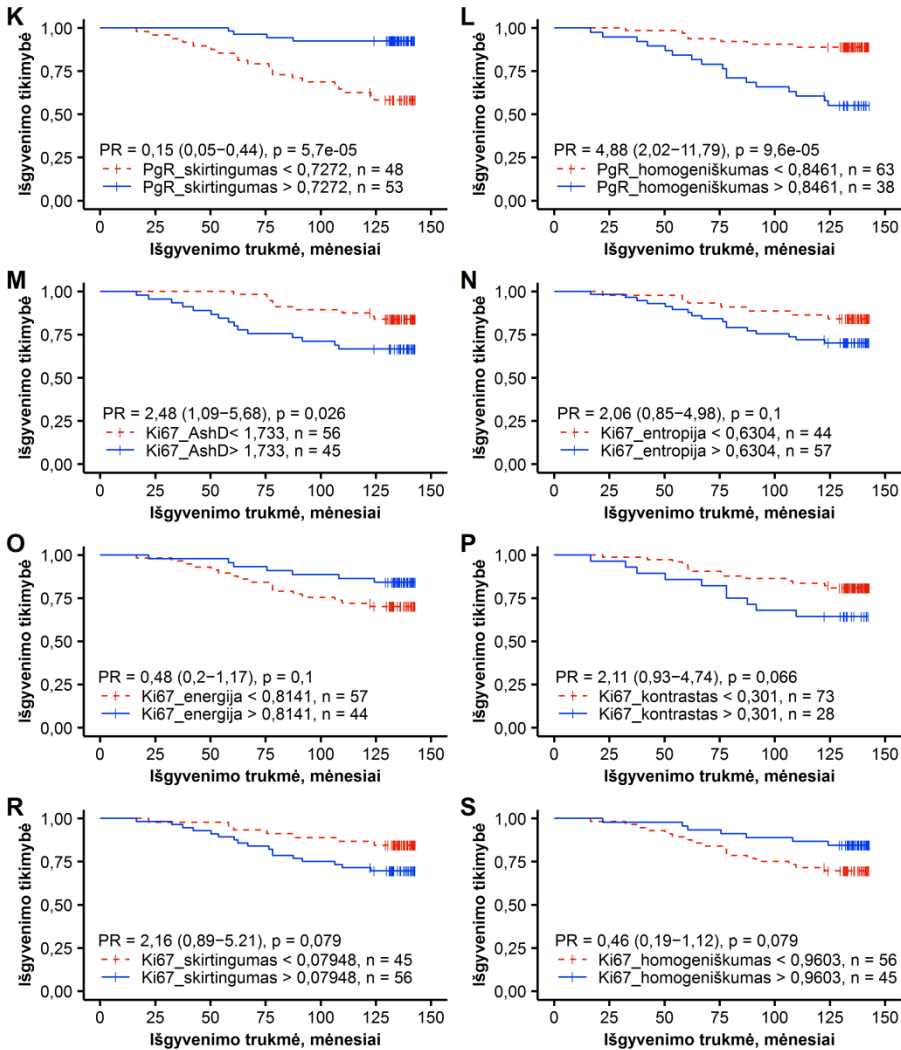 K
Išgyvenimo tikimybė
1,00
0,75
0,50
0,25
0,00
PR = 0,15 (0,05−0,44), p = 5,7e-05
PgR_skirtingumas < 0,7272, n = 48
PgR_skirtingumas > 0,7272, n = 53
0 25 50 75 100 125 150
Išgyvenimo trukmė, mėnesiai
L
Išgyvenimo tikimybė
1,00
0,75
0,50
0,25
0,00
PR = 4,88 (2,02−11,79), p = 9,6e-05
PgR_homogeniškumas < 0,8461, n = 63
PgR_homogeniškumas > 0,8461, n = 38
0 25 50 75 100 125 150
Išgyvenimo trukmė, mėnesiai
M
Išgyvenimo tikimybė
1,00
0,75
0,50
0,25
0,00
PR = 2,48 (1,09−5,68), p = 0,026
Ki67_AshD< 1,733, n = 56
Ki67_AshD> 1,733, n = 45
0 25 50 75 100 125 150
Išgyvenimo trukmė, mėnesiai
N
Išgyvenimo tikimybė
1,00
0,75
0,50
0,25
0,00
PR = 2,06 (0,85−4,98), p = 0,1
Ki67_entropija < 0,6304, n = 44
Ki67_entropija > 0,6304, n = 57
0 25 50 75 100 125 150
Išgyvenimo trukmė, mėnesiai
O
Išgyvenimo tikimybė
1,00
0,75
0,50
0,25
0,00
PR = 0,48 (0,2−1,17), p = 0,1
Ki67_energija < 0,8141, n = 57
Ki67_energija > 0,8141, n = 44
0 25 50 75 100 125 150
Išgyvenimo trukmė, mėnesiai
P
Išgyvenimo tikimybė
1,00
0,75
0,50
0,25
0,00
PR = 2,11 (0,93−4,74), p = 0,066
Ki67_kontrastas < 0,301, n = 73
Ki67_kontrastas > 0,301, n = 28
0 25 50 75 100 125 150
Išgyvenimo trukmė, mėnesiai
R
Išgyvenimo tikimybė
1,00
0,75
0,50
0,25
0,00
PR = 2,16 (0,89−5.21), p = 0,079
Ki67_skirtingumas < 0,07948, n = 45
Ki67_skirtingumas > 0,07948, n = 56
0 25 50 75 100 125 150
Išgyvenimo trukmė, mėnesiai
S
Išgyvenimo tikimybė
1,00
0,75
0,50
0,25
0,00
PR = 0,46 (0,19−1,12), p = 0,079
Ki67_homogeniškumas < 0,9603, n = 56
Ki67_homogeniškumas > 0,9603, n = 45
0 25 50 75 100 125 150
Išgyvenimo trukmė, mėnesiai